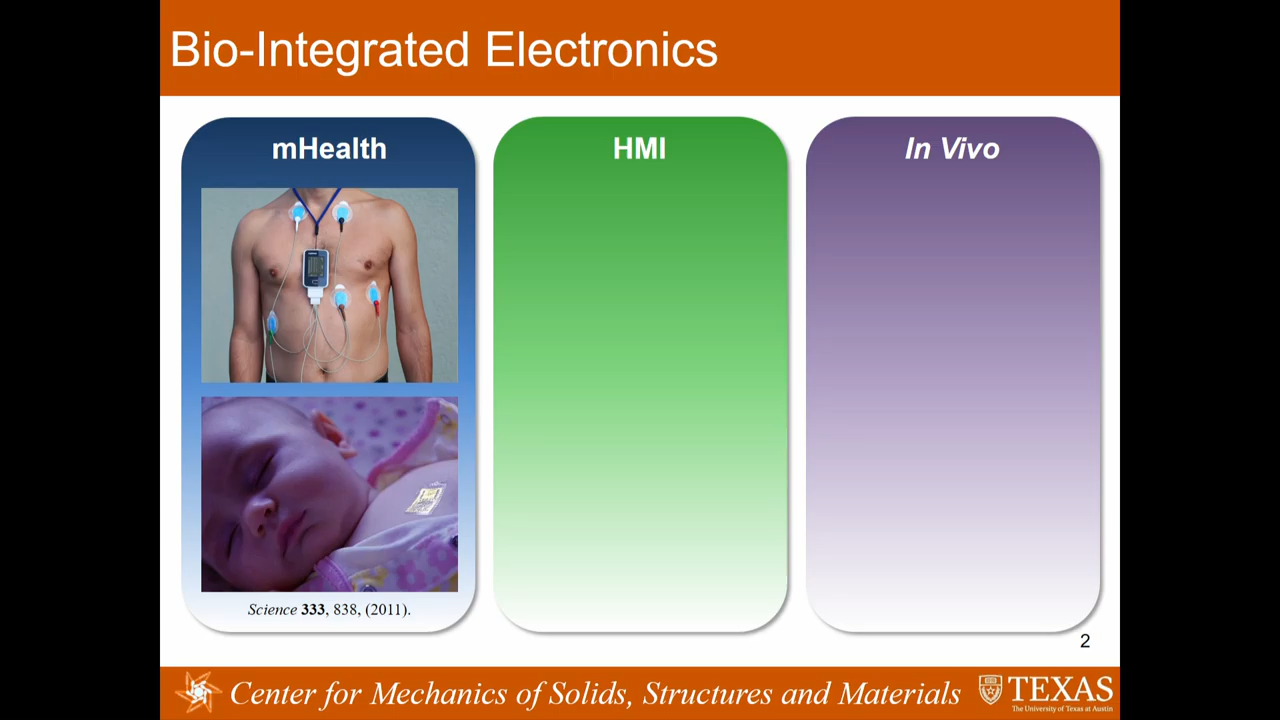 Bio-Integrated Electronics
mHealth
HMI
In Vivo
Science 333, 838, (2011).
2
Center for Mechanics of Solids, Structures and Materials
TEXAS
The University of Texas at Austin